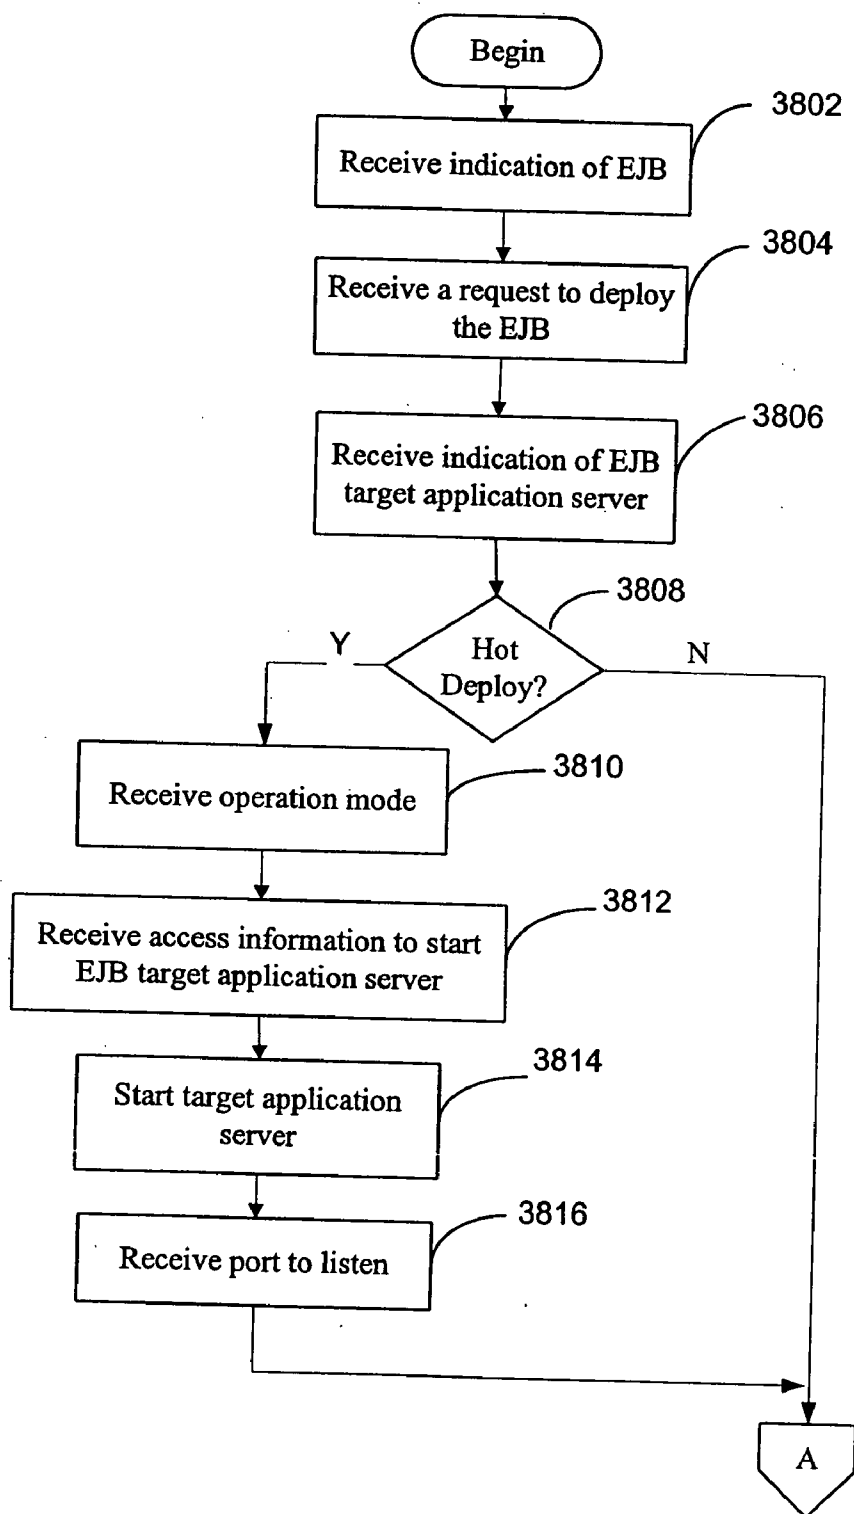 Begin
3802
Receive indication of EJB
3804
Receive a request to deploy
the EJB
3806
Receive indication of EJB
target application server
3808
Hot
Deploy?
Y
N
3810
Receive operation mode
3812
Receive access information to start
EJB target application server
3814
Start target application
server
3816
Receive port to listen
A